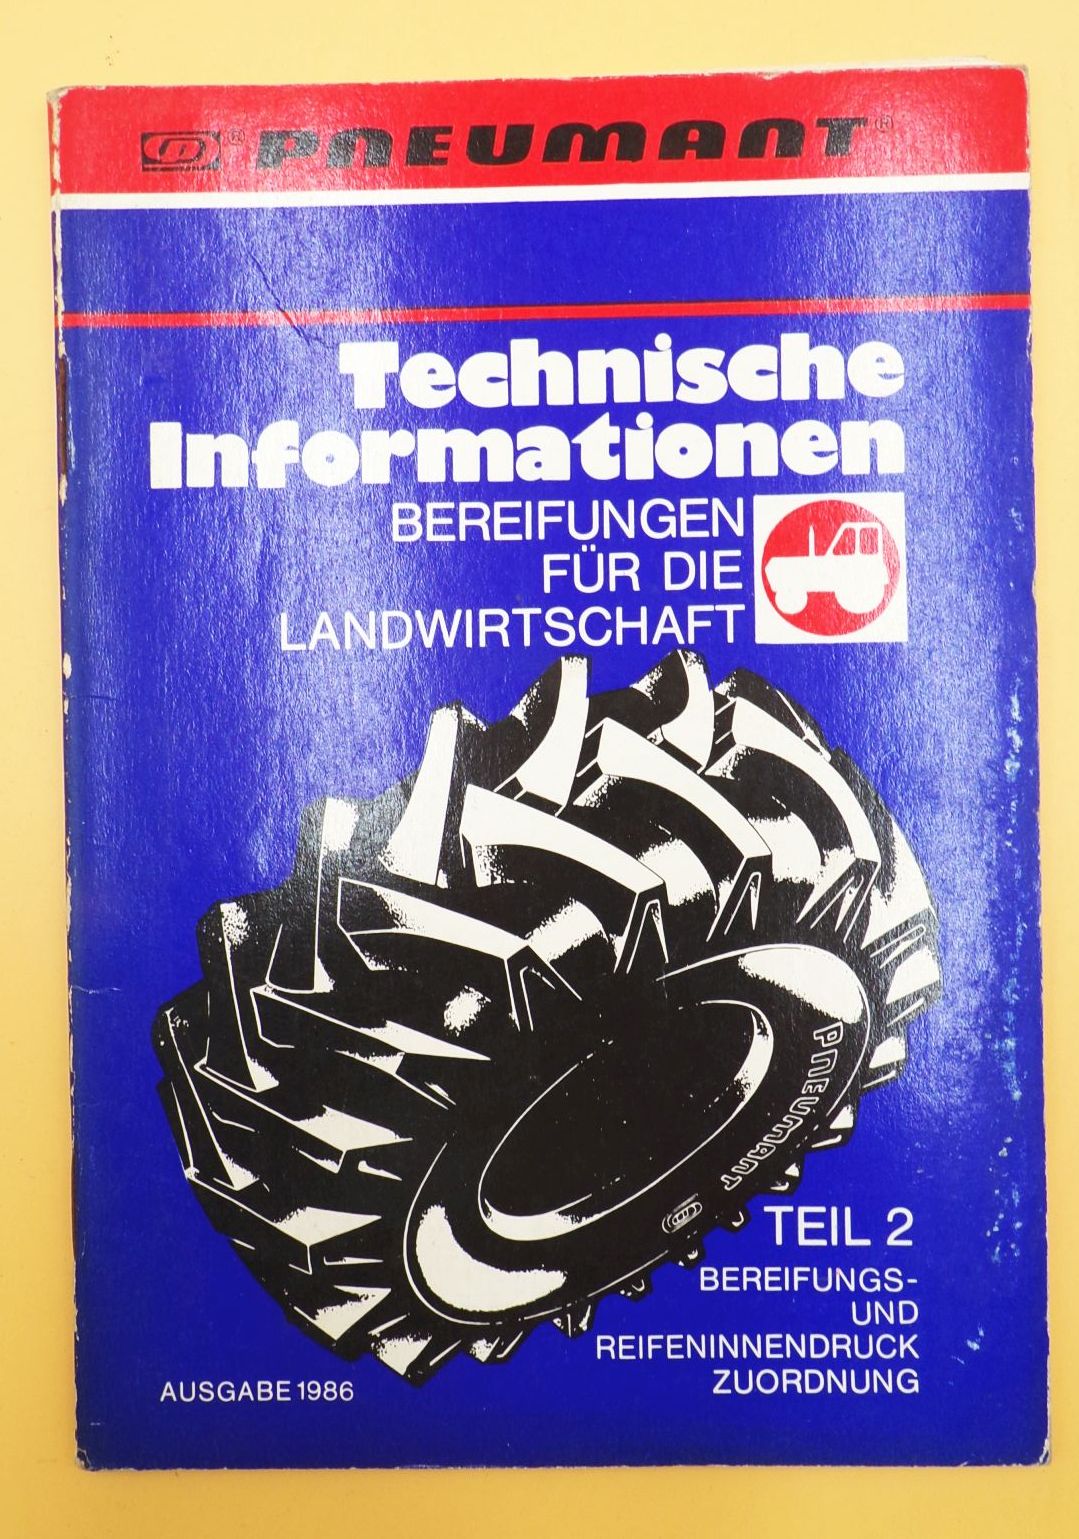 ® PNEUMANT ®
Technische
Informationen
BEREIFUNGEN
FÜR DIE
LANDWIRTSCHAFT
PNEUMANT
TEIL 2
BEREIFUNGS-
UND
REIFENINNENDRUCK
ZUORDNUNG
AUSGABE 1986